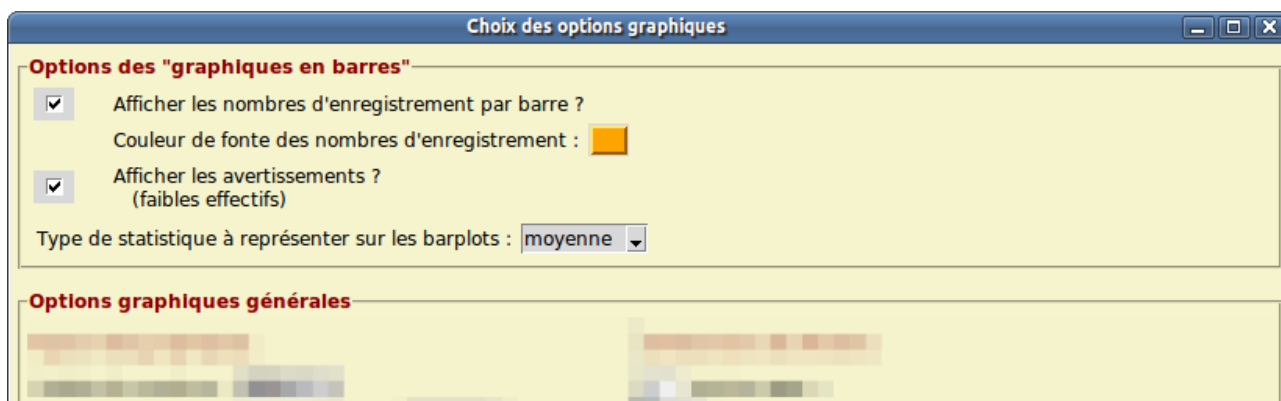 Choix des options graphiques
Options des "graphiques en barres"
Afficher les nombres d'enregistrement par barre ?
Couleur de fonte des nombres d'enregistrement :
Afficher les avertissements ?
(faibles effectifs)
Type de statistique à représenter sur les barplots : moyenne
Options graphiques générales